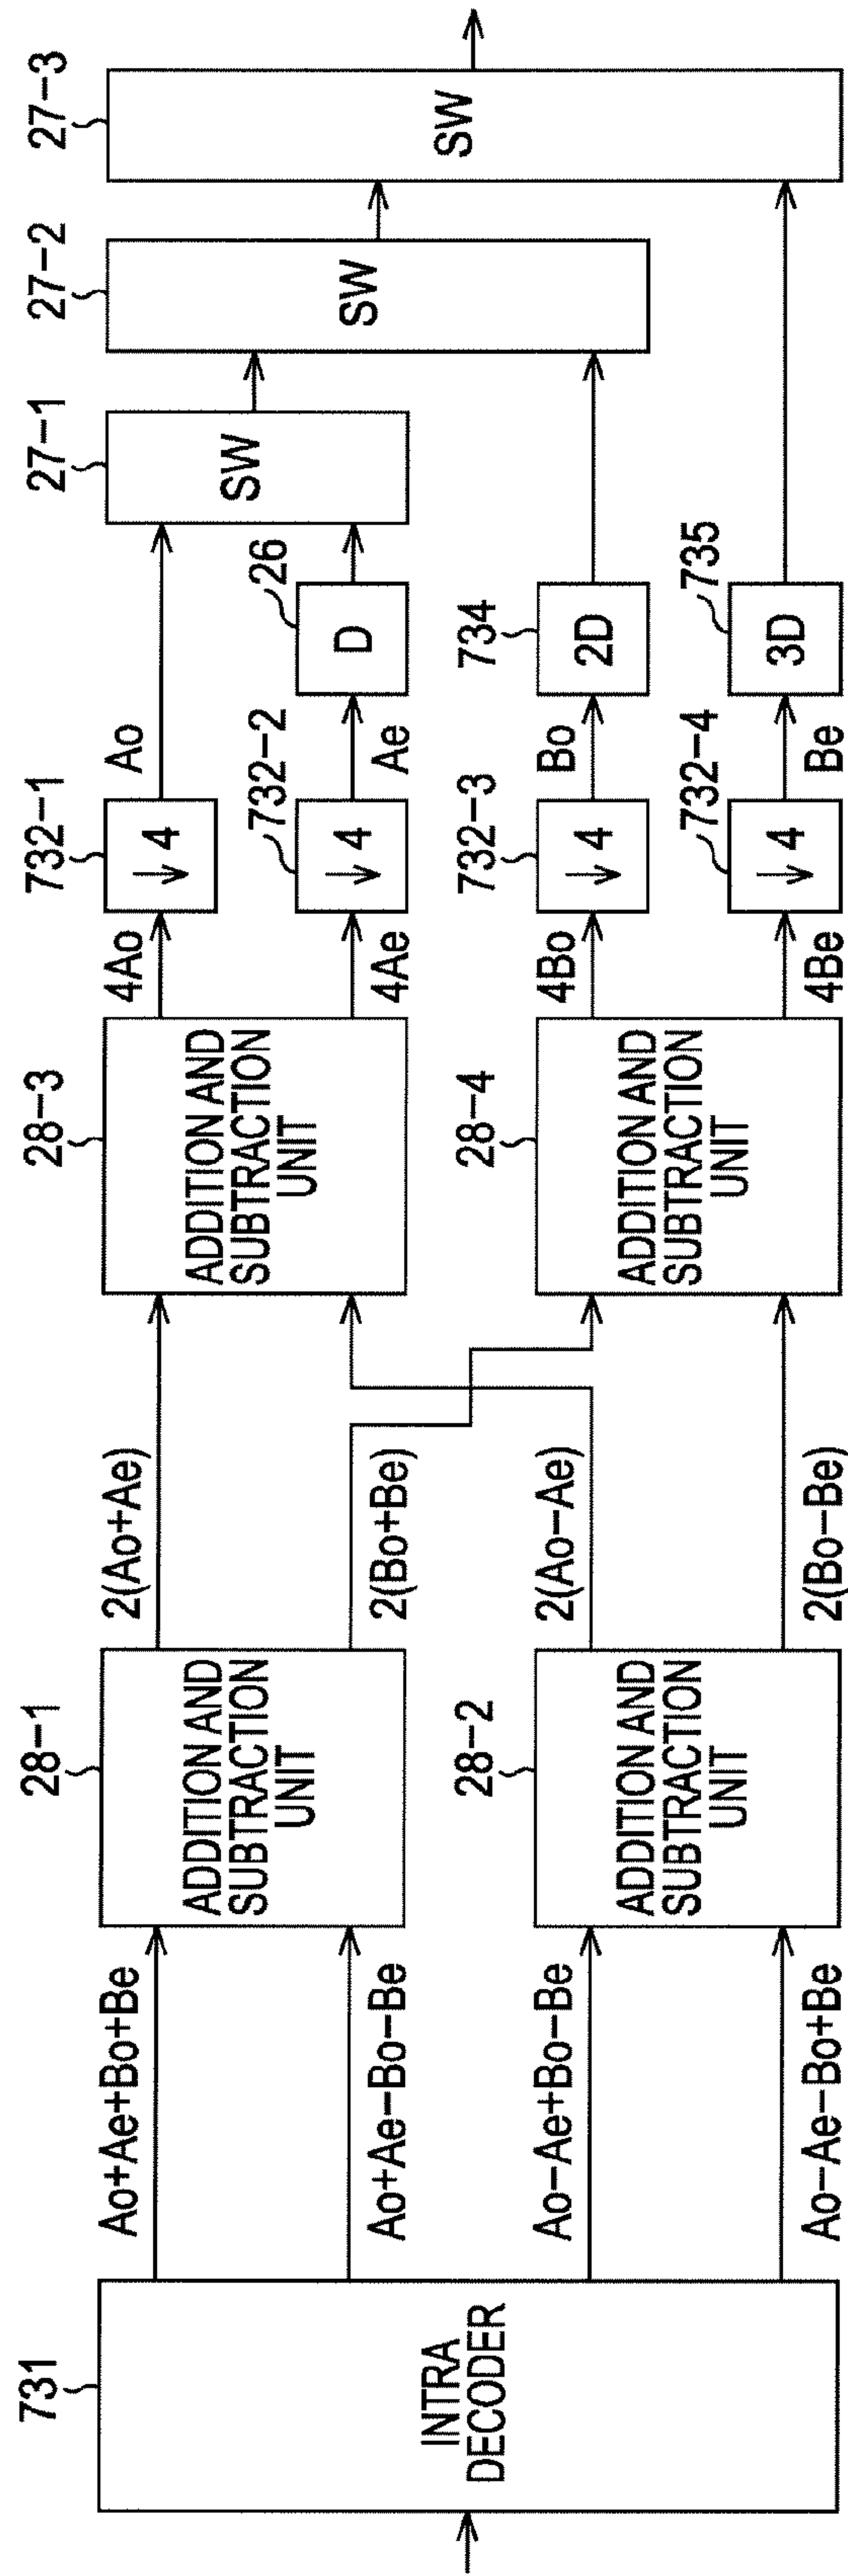 731
INTRA
DECODER
Ao+Ae+Bo+Be
Ao+Ae−Bo−Be
Ao−Ae+Bo−Be
Ao−Ae−Bo+Be
28−1
ADDITION AND
SUBTRACTION
UNIT
28−2
ADDITION AND
SUBTRACTION
UNIT
2(Ao+Ae)
2(Bo+Be)
2(Ao−Ae)
2(Bo−Be)
28−3
ADDITION AND
SUBTRACTION
UNIT
28−4
ADDITION AND
SUBTRACTION
UNIT
4Ao
4Ae
4Bo
4Be
732−1
↓4
732−2
↓4
732−3
↓4
732−4
↓4
Ao
Ae
Bo
Be
26
D
734
2D
735
3D
27−1
SW
27−2
SW
27−3
SW